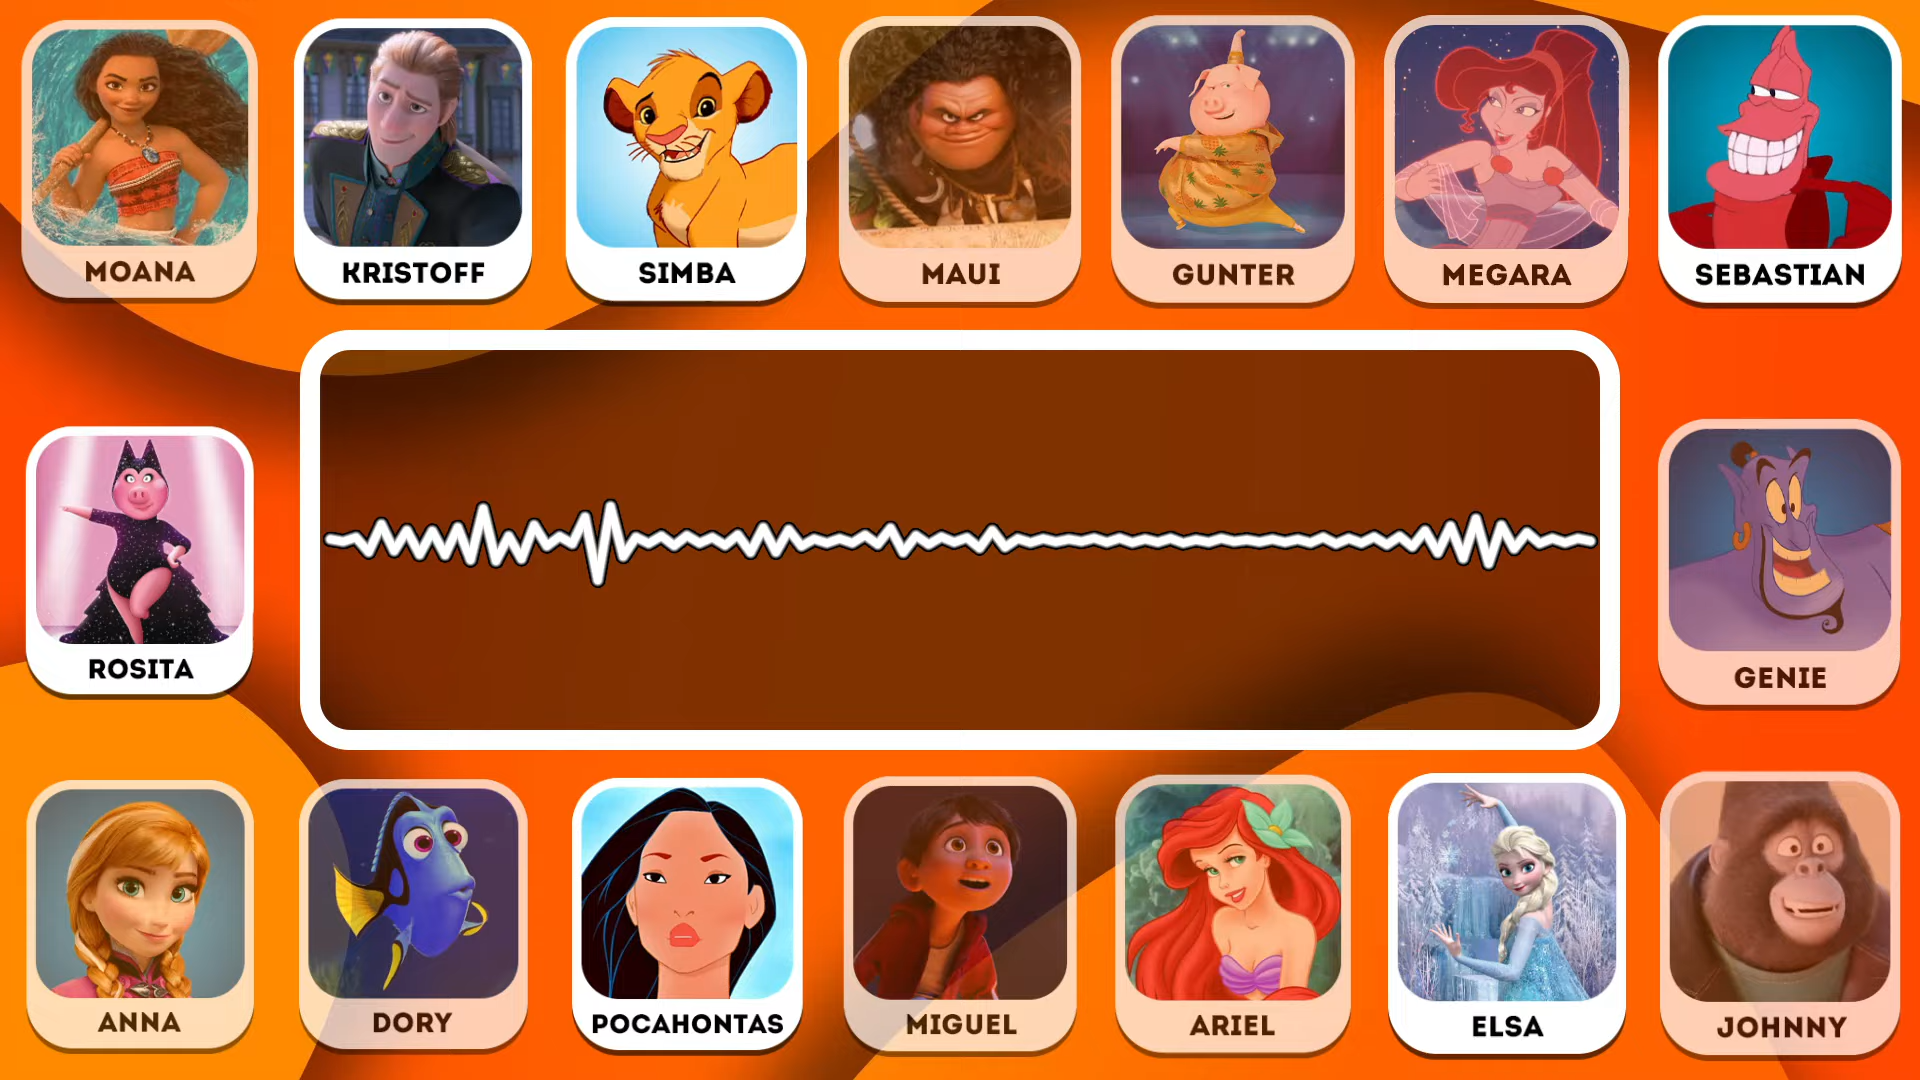 MOANA
KRISTOFF
SIMBA
MAUI
GUNTER
MEGARA
SEBASTIAN
ROSITA
GENIE
ANNA
DORY
POCAHONTAS
MIGUEL
ARIEL
ELSA
JOHNNY